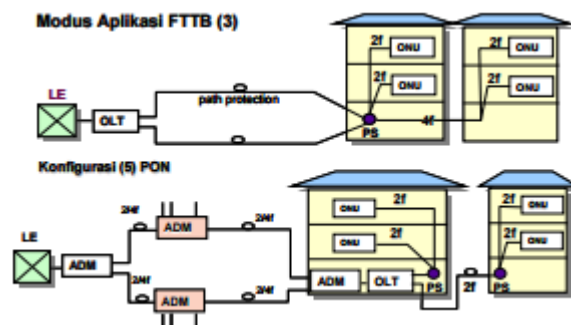 Modus Aplikasi FTTB (3)
2f
ONU
2f
ONU
2f
ONU
2f
ONU
LE
OLT
path protection
PS
4f
Konfigurasi (5) PON
2/4f
ADM
2/4f
LE
ADM
2/4f
ADM
2/4f
ONU
2f
ONU
2f
ADM
OLT
PS
2f
2f
ONU
2f
ONU
PS